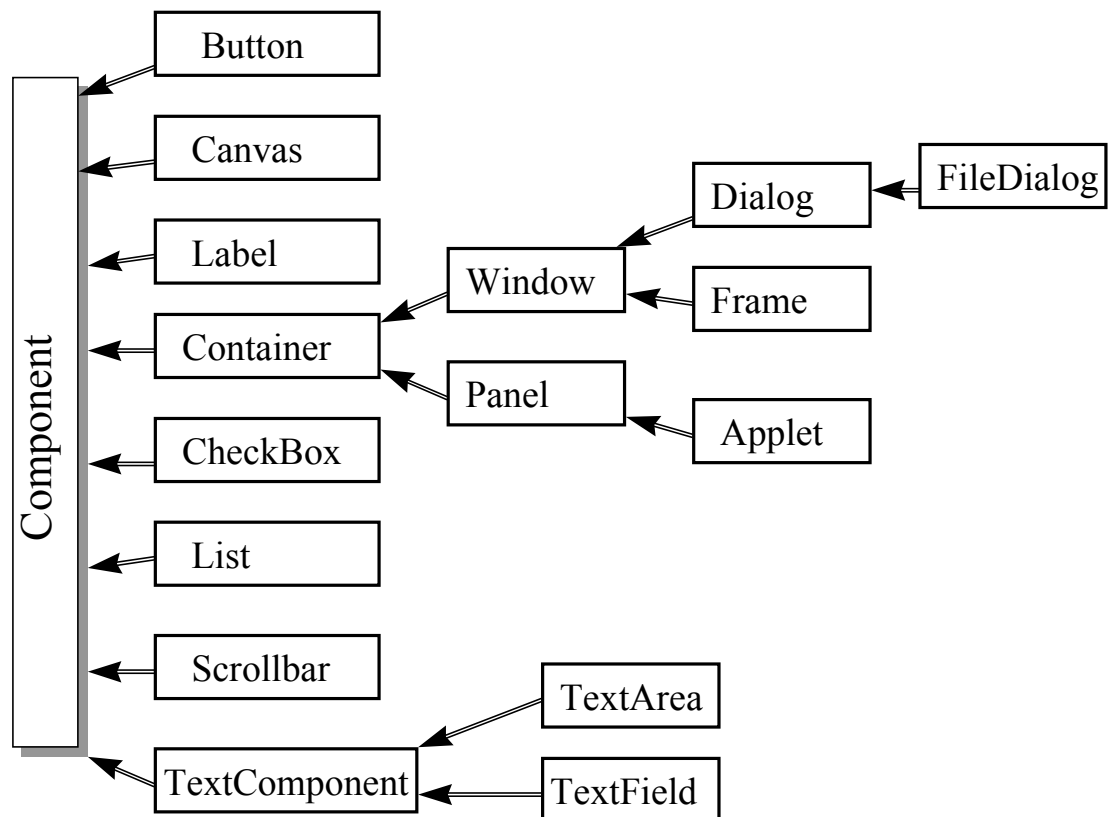 Component
Button
Canvas
Label
Container
CheckBox
List
Scrollbar
TextComponent
Window
Panel
Dialog
Frame
Applet
FileDialog
TextArea
TextField